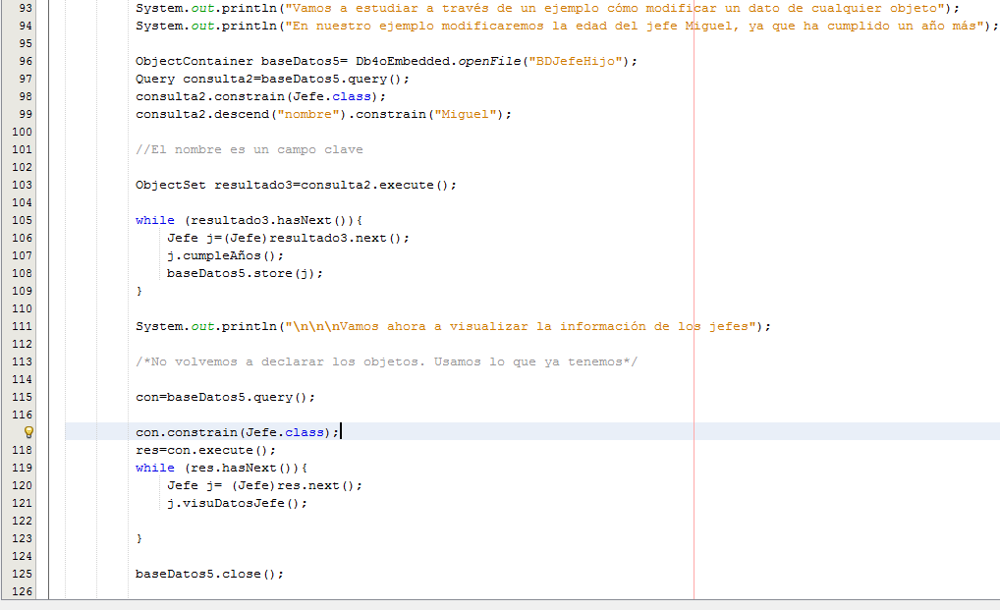 93 System.out.println("Vamos a estudiar a través de un ejemplo cómo modificar un dato de cualquier objeto");
94 System.out.println("En nuestro ejemplo modificaremos la edad del jefe Miguel, ya que ha cumplido un año más");
95
96 ObjectContainer baseDatos5= Db4oEmbedded.openFile("BDJefeHijo");
97 Query consulta2=baseDatos5.query();
98 consulta2.constrain(Jefe.class);
99 consulta2.descend("nombre").constrain("Miguel");
100
101 //El nombre es un campo clave
102
103 ObjectSet resultado3=consulta2.execute();
104
105 while (resultado3.hasNext()){
106 Jefe j=(Jefe)resultado3.next();
107 j.cumpleAños();
108 baseDatos5.store(j);
109 }
110
111 System.out.println("\n\n\nVamos ahora a visualizar la información de los jefes");
112
113 /*No volvemos a declarar los objetos. Usamos lo que ya tenemos*/
114
115 con=baseDatos5.query();
116
con.constrain(Jefe.class);
118 res=con.execute();
119 while (res.hasNext()){
120 Jefe j= (Jefe)res.next();
121 j.visuDatosJefe();
122
123 }
124
125 baseDatos5.close();
126